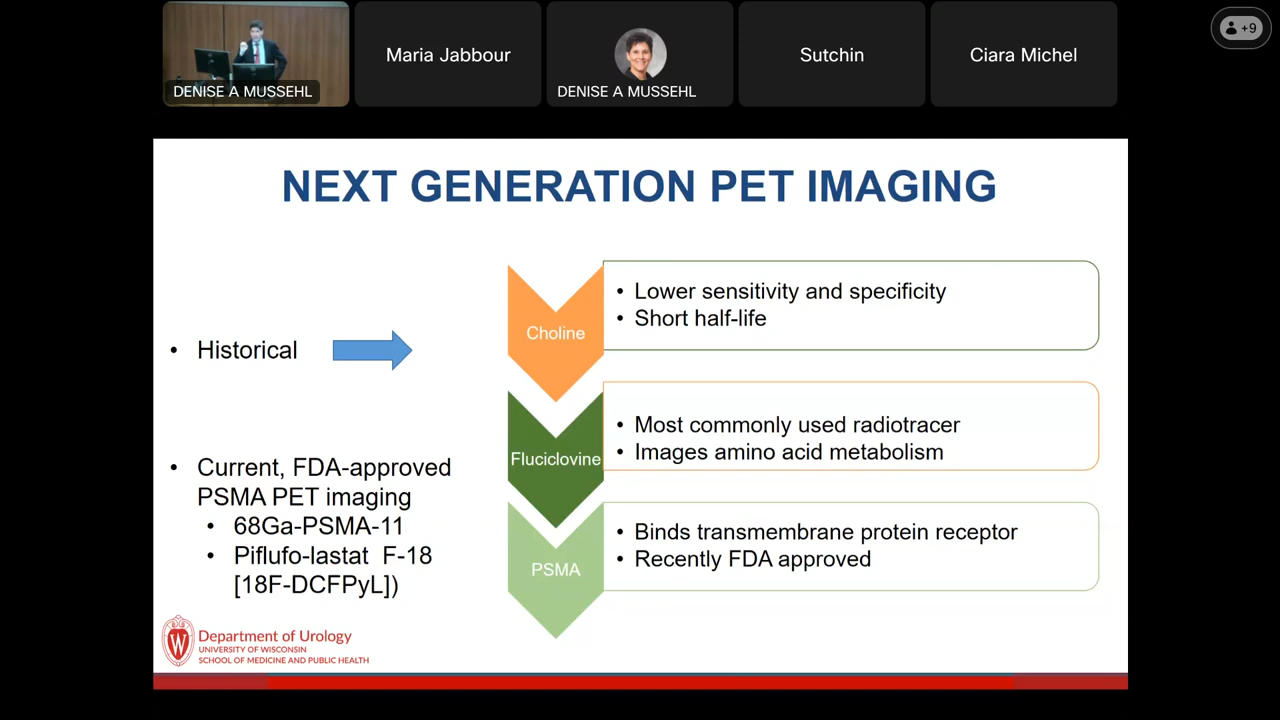 +9
DENISE A MUSSEHL
Maria Jabbour
DENISE A MUSSEHL
Sutchin
Ciara Michel
NEXT GENERATION PET IMAGING
• Historical
• Current, FDA-approved
PSMA PET imaging
• 68Ga-PSMA-11
• Piflufo-lastat F-18
[18F-DCFPyL])
Choline
• Lower sensitivity and specificity
• Short half-life
Fluciclovine
• Most commonly used radiotracer
• Images amino acid metabolism
PSMA
• Binds transmembrane protein receptor
• Recently FDA approved
W
Department of Urology
UNIVERSITY OF WISCONSIN
SCHOOL OF MEDICINE AND PUBLIC HEALTH